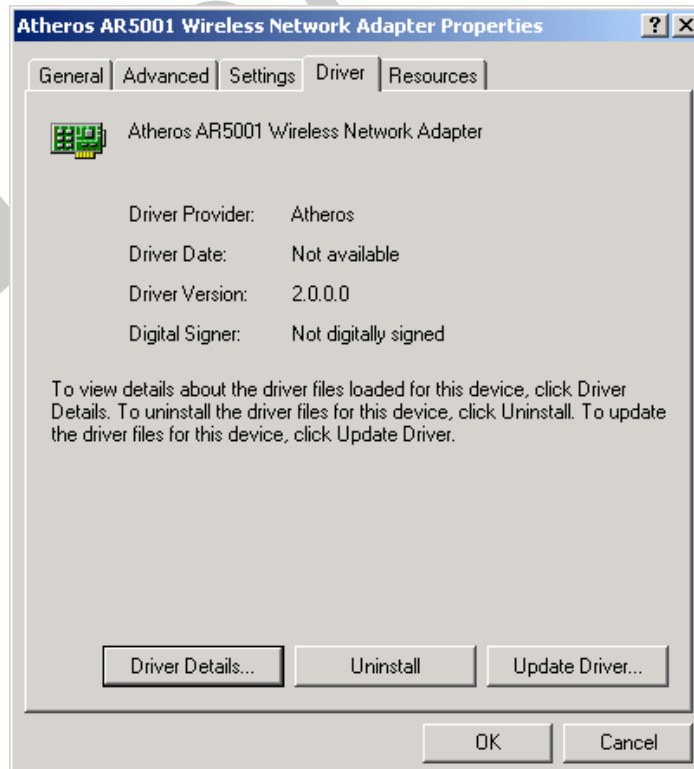 Atheros AR5001 Wireless Network Adapter Properties
General Advanced Settings Driver Resources
Atheros AR5001 Wireless Network Adapter
Driver Provider: Atheros
Driver Date: Not available
Driver Version: 2.0.0.0
Digital Signer: Not digitally signed
To view details about the driver files loaded for this device, click Driver
Details. To uninstall the driver files for this device, click Uninstall. To update
the driver files for this device, click Update Driver.
Driver Details... Uninstall Update Driver...
OK Cancel